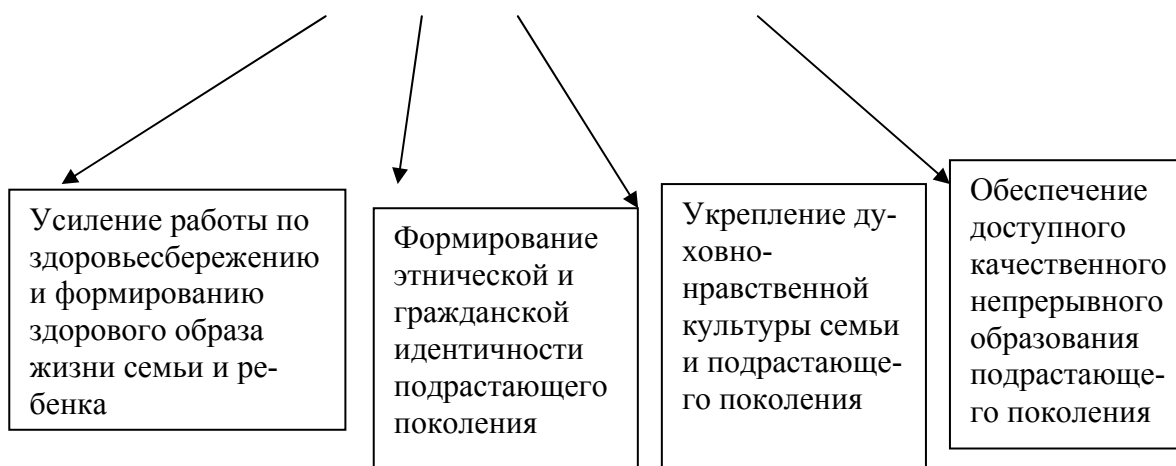 Усиление работы по
здоровьесбережению
и формированию
здорового образа
жизни семьи и ре-
бенка
Формирование
этнической и
гражданской
идентичности
подрастающего
поколения
Укрепление ду-
ховно-
нравственной
культуры семьи
и подрастающе-
го поколения
Обеспечение
доступного
качественного
непрерывного
образования
подрастающе-
го поколения